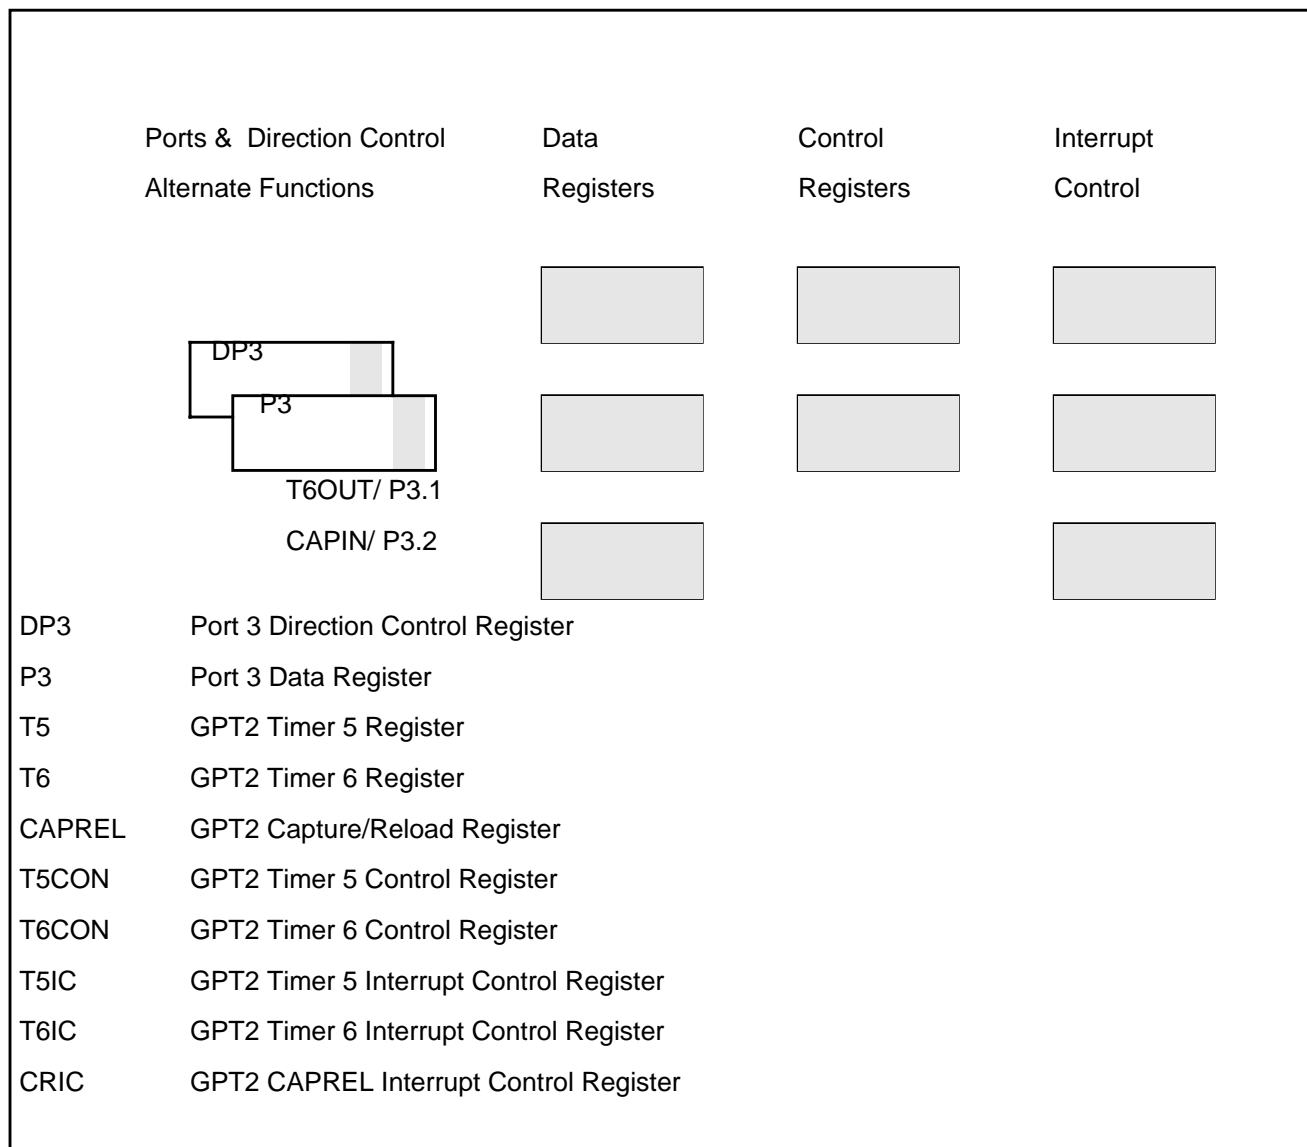 Ports & Direction Control Data Control Interrupt
Alternate Functions Registers Registers Control
DP3
P3
T6OUT/ P3.1
CAPIN/ P3.2
DP3 Port 3 Direction Control Register
P3 Port 3 Data Register
T5 GPT2 Timer 5 Register
T6 GPT2 Timer 6 Register
CAPREL GPT2 Capture/Reload Register
T5CON GPT2 Timer 5 Control Register
T6CON GPT2 Timer 6 Control Register
T5IC GPT2 Timer 5 Interrupt Control Register
T6IC GPT2 Timer 6 Interrupt Control Register
CRIC GPT2 CAPREL Interrupt Control Register